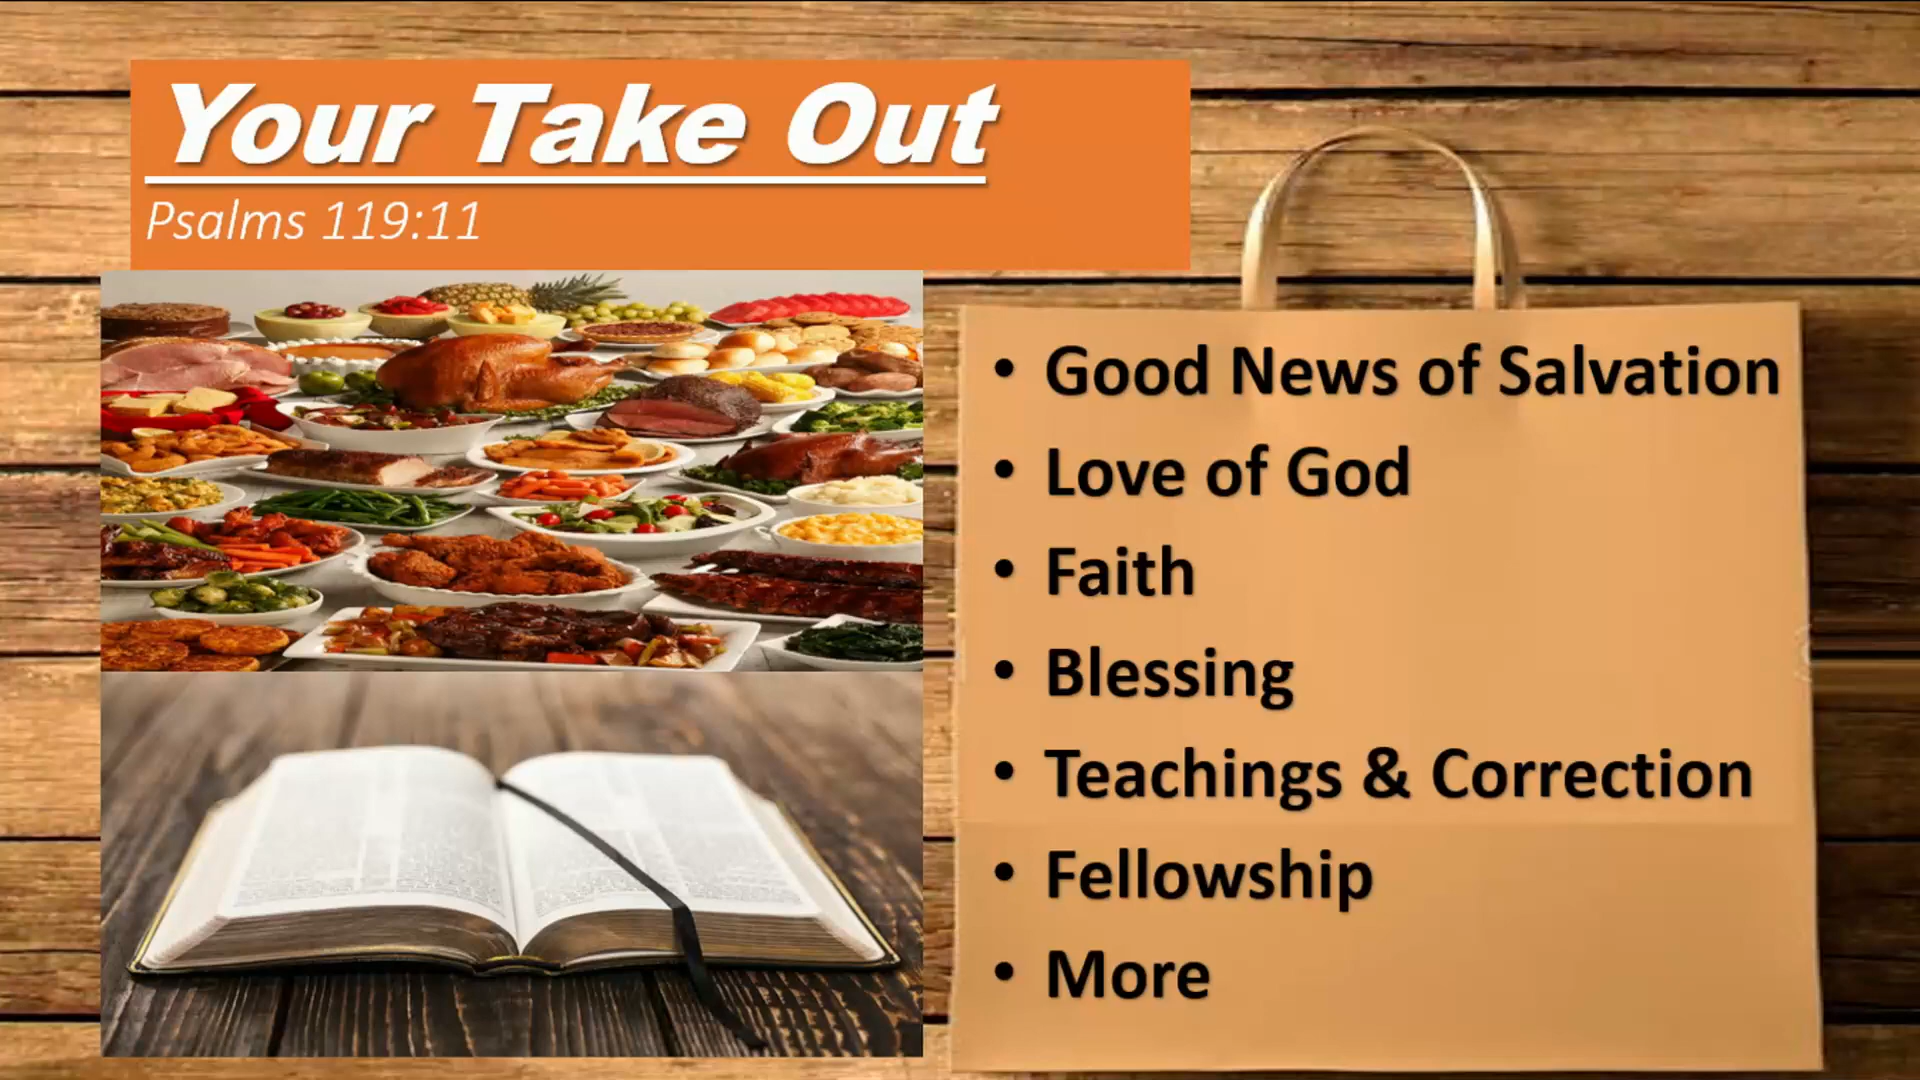 Your Take Out
Psalms 119:11
• Good News of Salvation
• Love of God
• Faith
• Blessing
• Teachings & Correction
• Fellowship
• More